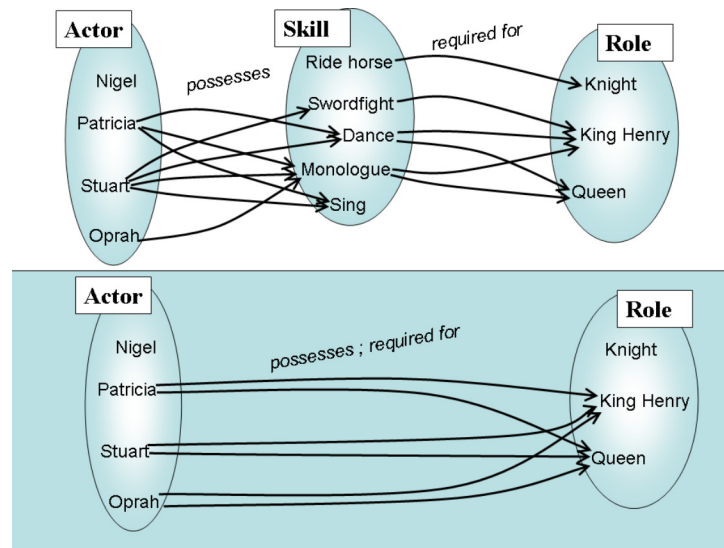 Actor
Skill
required for
Role
Nigel
possesses
Ride horse
Knight
Patricia
Swordfight
Dance
King Henry
Stuart
Monologue
Queen
Sing
Oprah
Actor
Role
Nigel
possesses ; required for
Knight
Patricia
King Henry
Stuart
Queen
Oprah